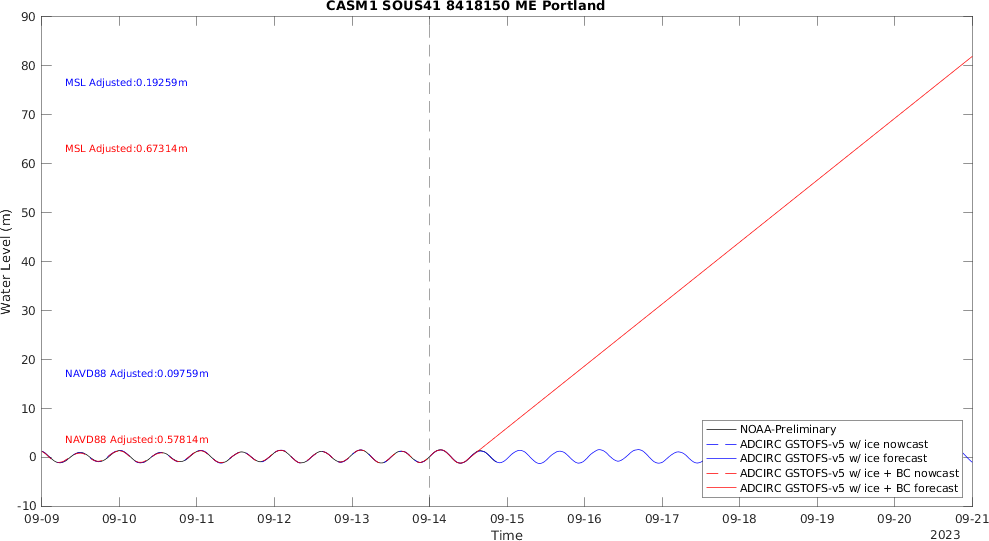 CASM1 SOUS41 8418150 ME Portland
90
80
70
60
50
40
30
20
10
0
-10
Water Level (m)
MSL Adjusted:0.19259m
MSL Adjusted:0.67314m
NAVD88 Adjusted:0.09759m
NAVD88 Adjusted:0.57814m
NOAA-Preliminary
ADCIRC GSTOFS-v5 w/ ice nowcast
ADCIRC GSTOFS-v5 w/ ice forecast
ADCIRC GSTOFS-v5 w/ ice + BC nowcast
ADCIRC GSTOFS-v5 w/ ice + BC forecast
09-09 09-10 09-11 09-12 09-13 09-14 09-15 09-16 09-17 09-18 09-19 09-20 09-21
Time
2023